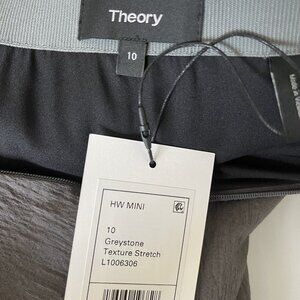 Theory
10
HW MINI
10
Greystone
Texture Stretch
L1006306